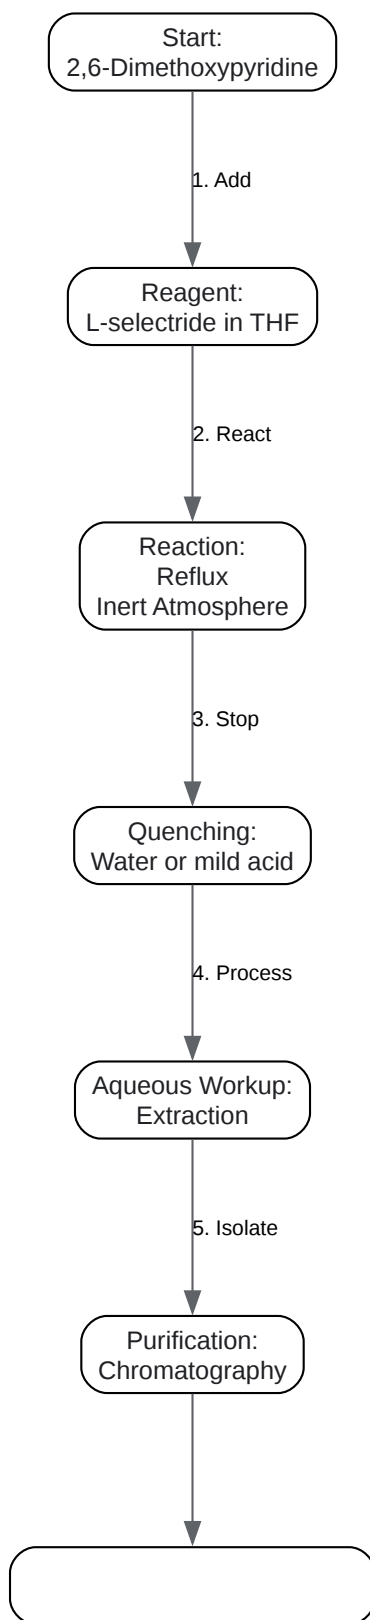 Start:
2,6-Dimethoxypyridine
1. Add
Reagent:
L-selectride in THF
2. React
Reaction:
Reflux
Inert Atmosphere
3. Stop
Quenching:
Water or mild acid
4. Process
Aqueous Workup:
Extraction
5. Isolate
Purification:
Chromatography